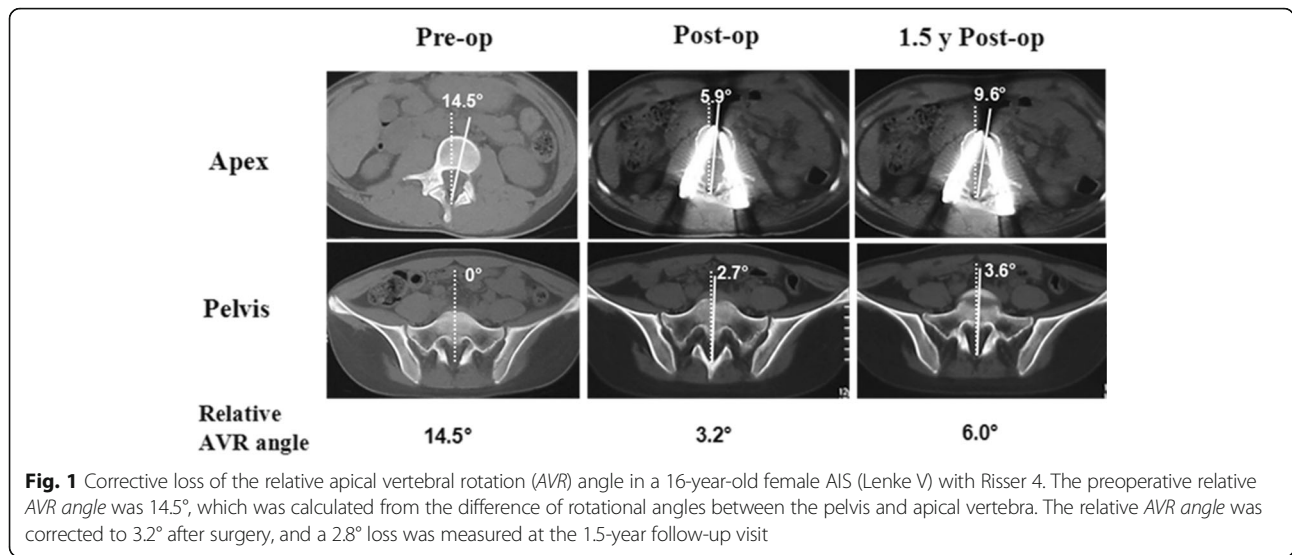 Pre-op Post-op 1.5 y Post-op
Apex 14.5° 5.9° 9.6°
Pelvis 0° 2.7° 3.6°
Relative
AVR angle 14.5° 3.2° 6.0°
Fig. 1 Corrective loss of the relative apical vertebral rotation (AVR) angle in a 16-year-old female AIS (Lenke V) with Risser 4. The preoperative relative
AVR angle was 14.5°, which was calculated from the difference of rotational angles between the pelvis and apical vertebra. The relative AVR angle was
corrected to 3.2° after surgery, and a 2.8° loss was measured at the 1.5-year follow-up visit